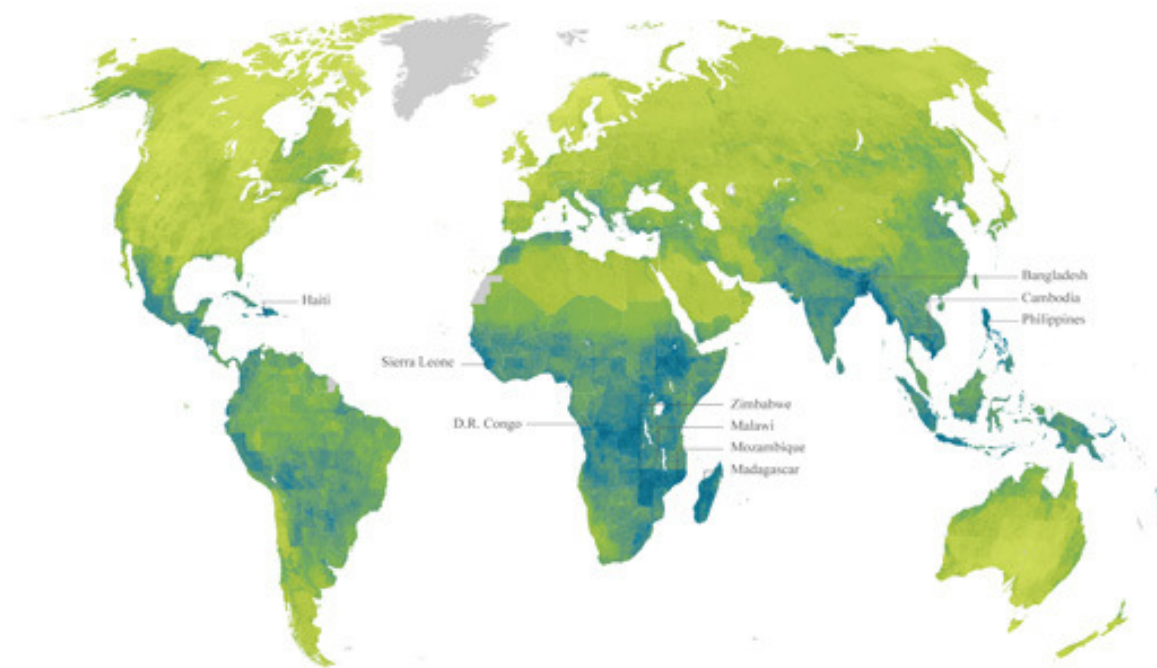 Bangladesh
Haiti
Cambodia
Philippines
Sierra Leone
Zimbabwe
D.R. Congo
Malawi
Mozambique
Madagascar